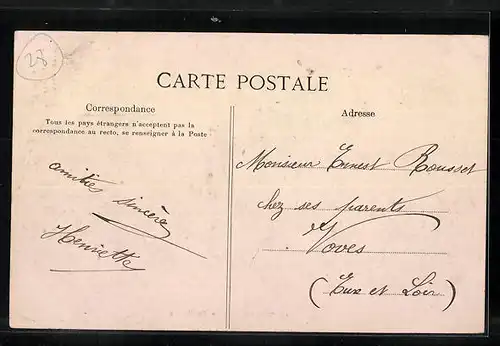 28
CARTE POSTALE
Correspondance
Tous les pays étrangers n'acceptent pas la
correspondance au recto, se renseigner à la Poste
amitiés sincère
Henriette
Adresse
Monsieur Ernest Rousset
chez ses parents
Voves
(Eure et Loir)